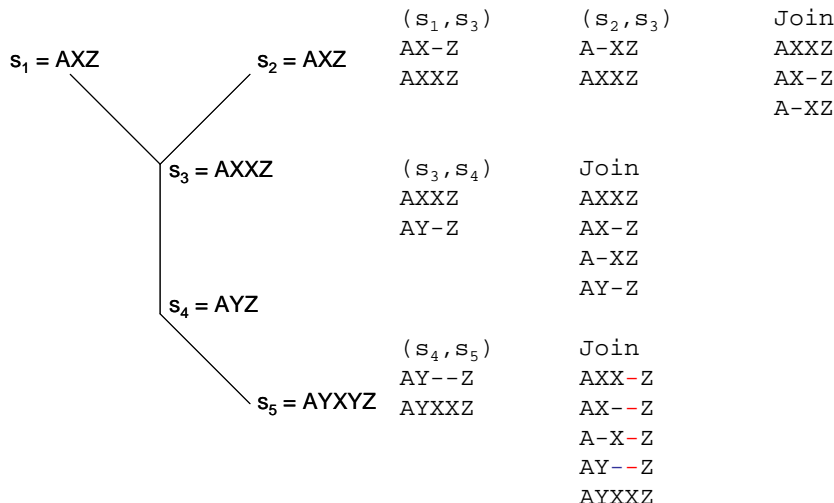 s₁ = AXZ
s₂ = AXZ
s₃ = AXXZ
s₄ = AYZ
s₅ = AYXYZ
(s₁,s₃)
AX-Z
AXXZ
(s₂,s₃)
A-XZ
AXXZ
Join
AXXZ
AX-Z
A-XZ
(s₃,s₄)
AXXZ
AY-Z
Join
AXXZ
AX-Z
A-XZ
AY-Z
(s₄,s₅)
AY--Z
AYXXZ
Join
AXX-Z
AX--Z
A-X-Z
AY--Z
AYXXZ